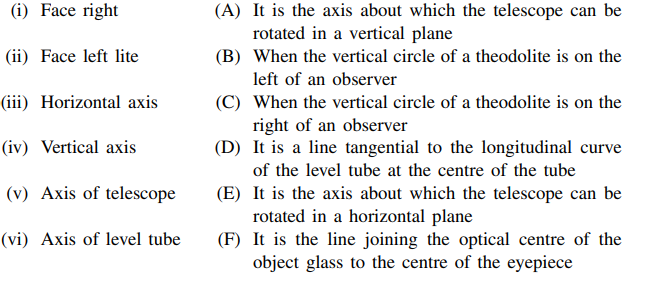 (i) Face right (A) It is the axis about which the telescope can be
rotated in a vertical plane
(ii) Face left lite (B) When the vertical circle of a theodolite is on the
left of an observer
(iii) Horizontal axis (C) When the vertical circle of a theodolite is on the
right of an observer
(iv) Vertical axis (D) It is a line tangential to the longitudinal curve
of the level tube at the centre of the tube
(v) Axis of telescope (E) It is the axis about which the telescope can be
rotated in a horizontal plane
(vi) Axis of level tube (F) It is the line joining the optical centre of the
object glass to the centre of the eyepiece